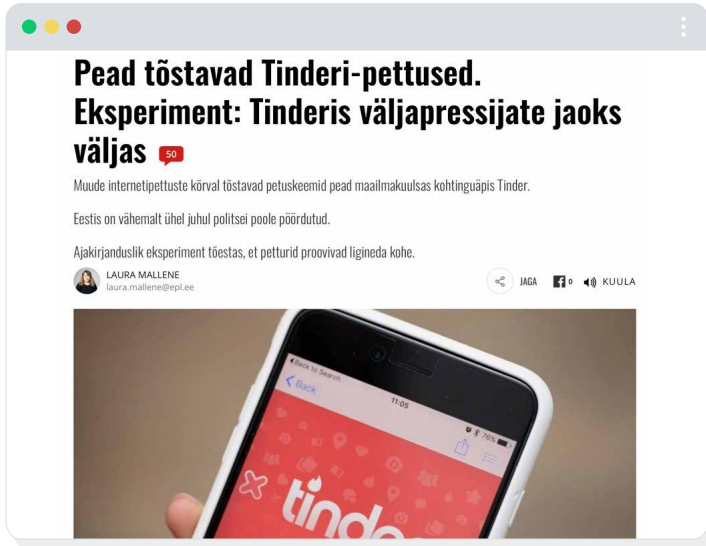 Pead tõstavad Tinderi-pettused.
Eksperiment: Tinderis väljapressijate jaoks
väljas 50
Muude internetipettuste kõrval tõstavad petuskeemid pead maailmakuulsas kohtinguäpis Tinder.
Eestis on vähemalt ühel juhul politsei poole pöördutud.
Ajakirjanduslik eksperiment tõestas, et petturid proovivad ligineda kohe.
LAURA MALLENE
laura.mallene@epl.ee
JAGA 0 KUULA
Back to Search
Back
11:05
76%
tinder